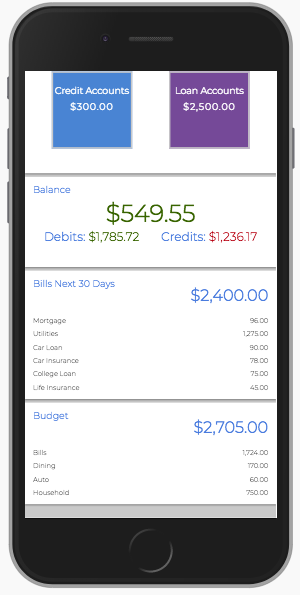 Credit Accounts Loan Accounts
$300.00 $2,500.00
Balance
$549.55
Debits: $1,785.72 Credits: $1,236.17
Bills Next 30 Days
$2,400.00
Mortgage 96.00
Utilities 1,275.00
Car Loan 90.00
Car Insurance 78.00
College Loan 75.00
Life Insurance 45.00
Budget
$2,705.00
Bills 1,724.00
Dining 170.00
Auto 60.00
Household 750.00